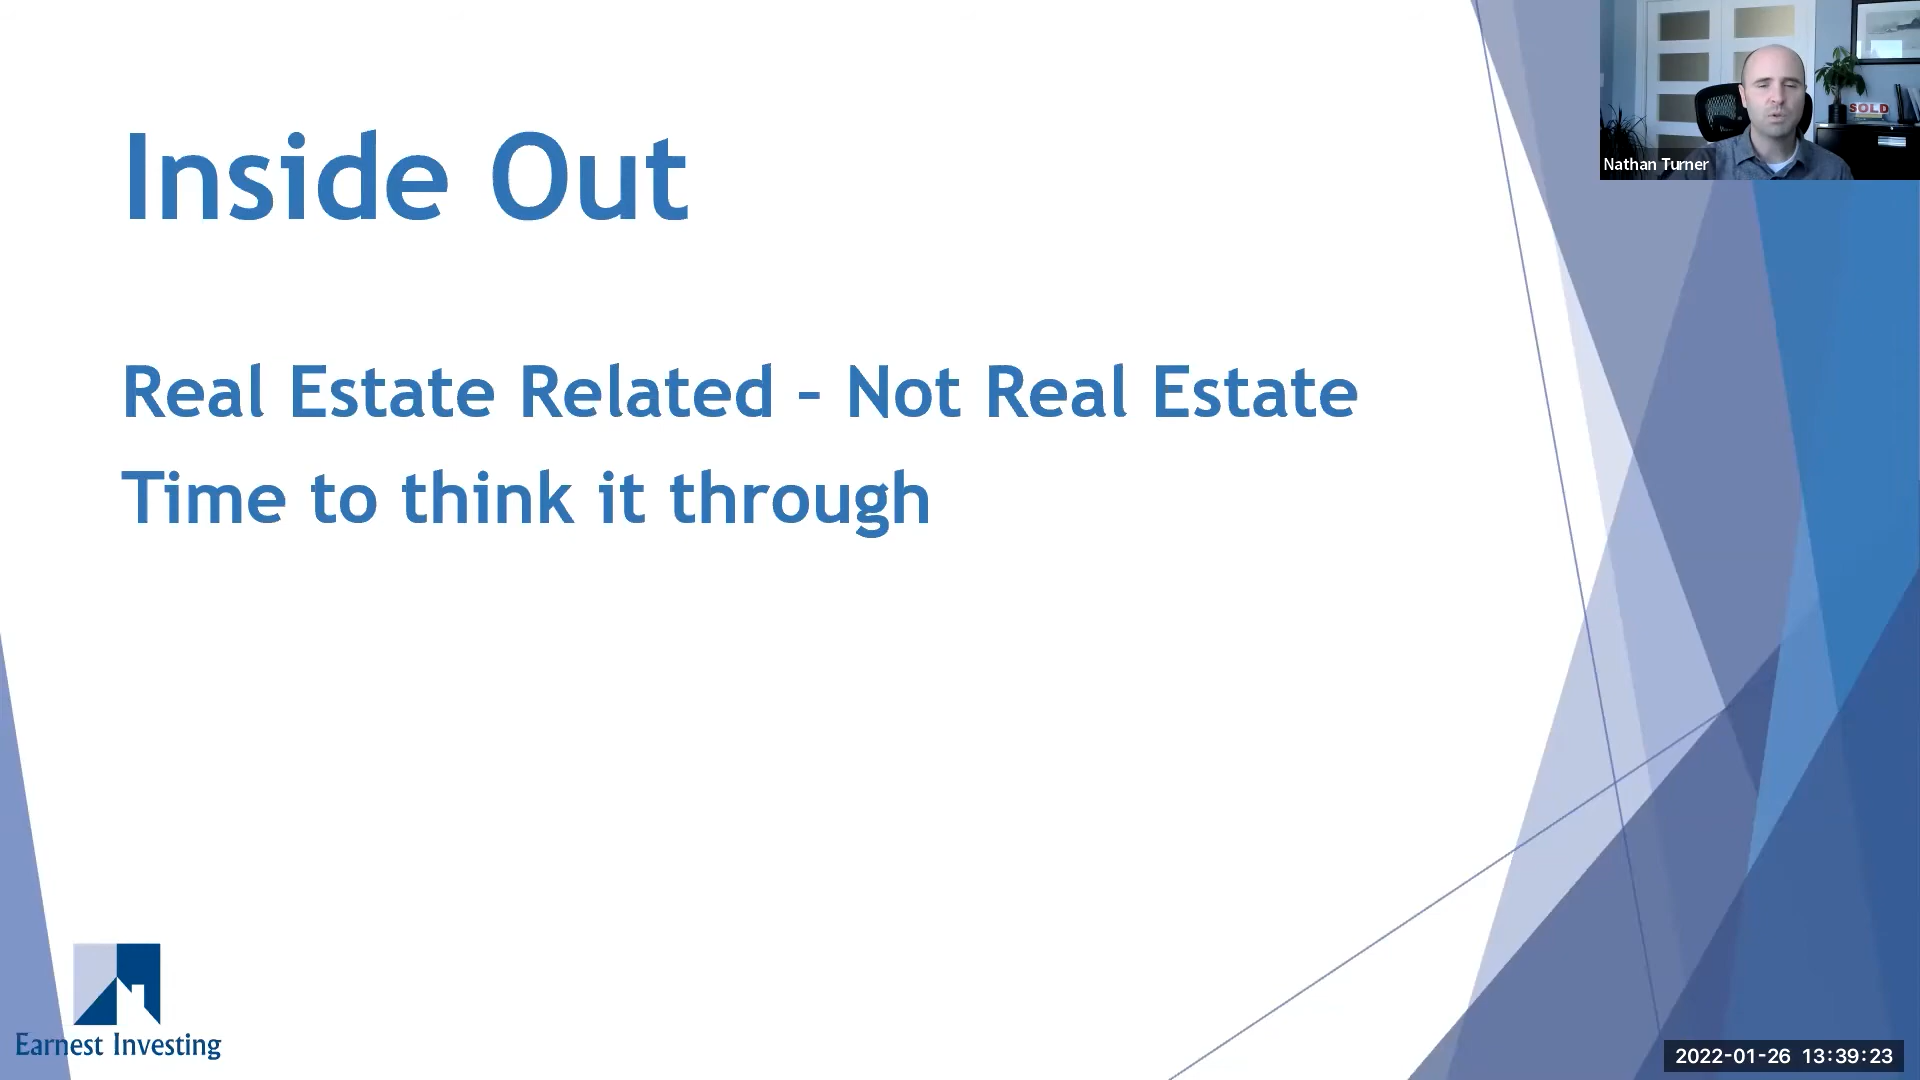 Inside Out
SOLD
Nathan Turner
Real Estate Related – Not Real Estate
Time to think it through
Earnest Investing
2022-01-26 13:39:23